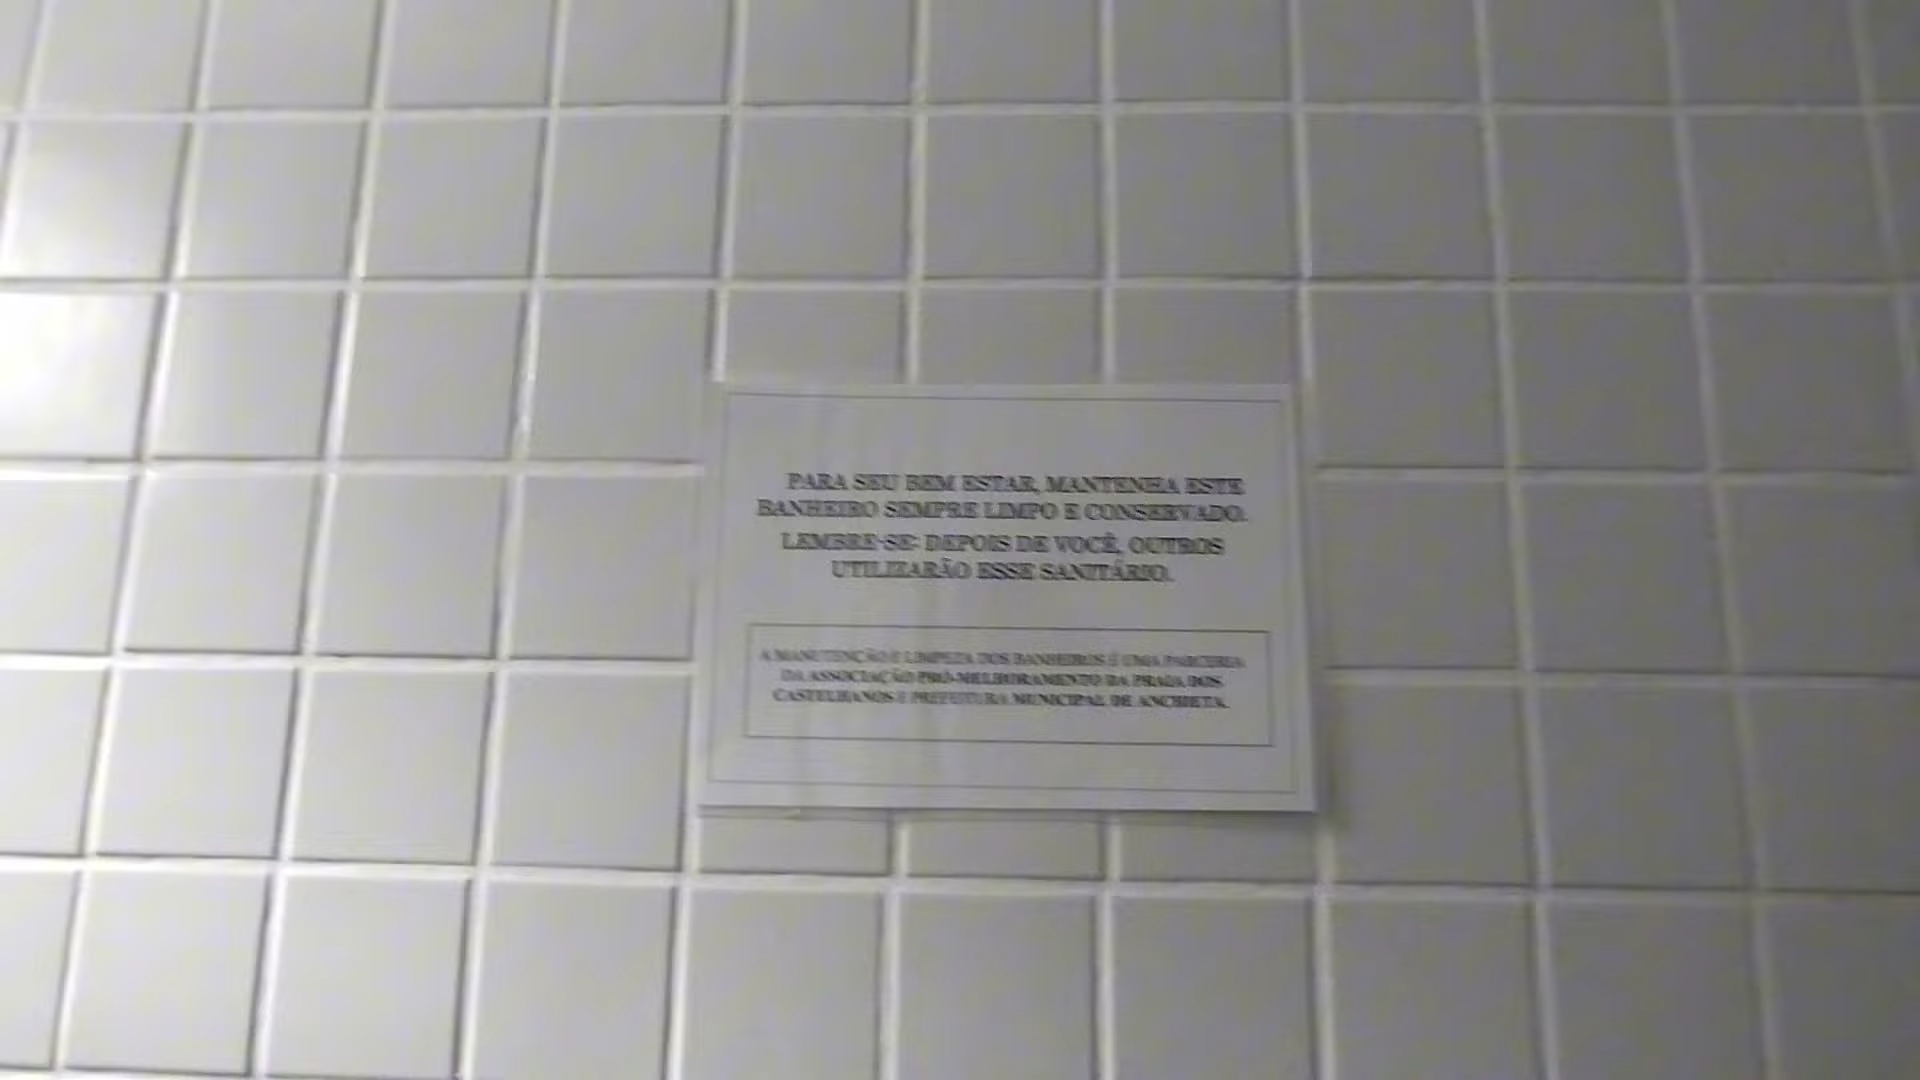 PARA SEU BEM ESTAR, MANTENHA ESTE
BANHEIRO SEMPRE LIMPO E CONSERVADO.
LEMBRE-SE: DEPOIS DE VOCÊ, OUTROS
UTILIZARÃO ESSE SANITÁRIO.
A MANUTENÇÃO E LIMPEZA DOS BANHEIROS É UMA PARCERIA
DA ASSOCIAÇÃO PRÓ-MELHORAMENTO DA PRAIA DOS
CASTELHANOS E PREFEITURA MUNICIPAL DE ANCHIETA.